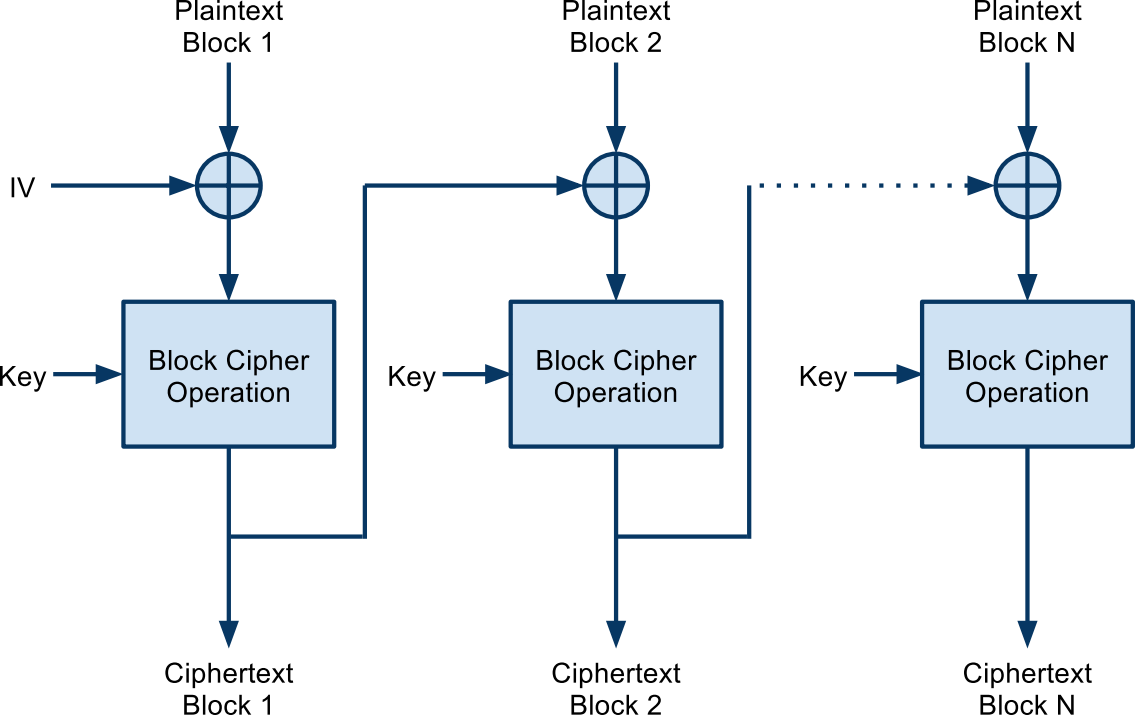 Plaintext
Block 1
Plaintext
Block 2
Plaintext
Block N
IV
Key
Block Cipher
Operation
Key
Block Cipher
Operation
Key
Block Cipher
Operation
Ciphertext
Block 1
Ciphertext
Block 2
Ciphertext
Block N